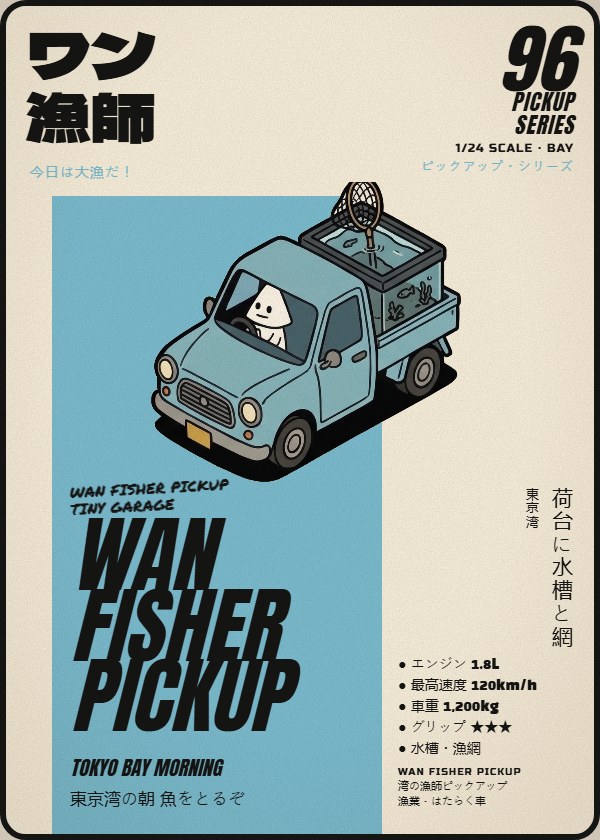 ワン
漁師
今日は大漁だ！
96
PICKUP
SERIES
1/24 SCALE · BAY
ピックアップ・シリーズ
WAN FISHER PICKUP
TINY GARAGE
WAN
FISHER
PICKUP
TOKYO BAY MORNING
東京湾の朝 魚をとるぞ
荷台に水槽と網
東京湾
● エンジン 1.8L
● 最高速度 120km/h
● 車重 1,200kg
● グリップ ★★★
● 水槽・漁網
WAN FISHER PICKUP
湾の漁師ピックアップ
漁業・はたらく車